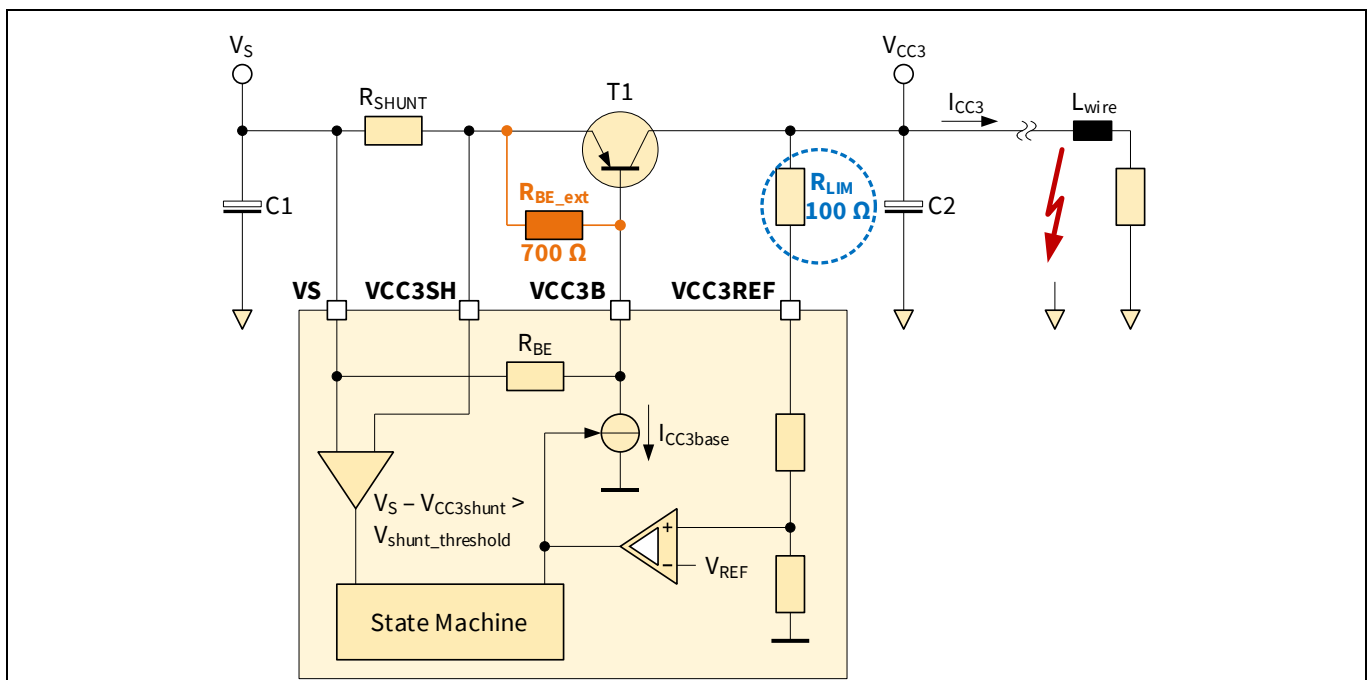 VS
VCC3
RSHUNT
T1
ICC3
Lwire
C1
RBE_ext
700 Ω
RLIM
100 Ω
C2
VS
VCC3SH
VCC3B
VCC3REF
RBE
ICC3base
VS – VCC3shunt >
Vshunt_threshold
+
–
VREF
State Machine